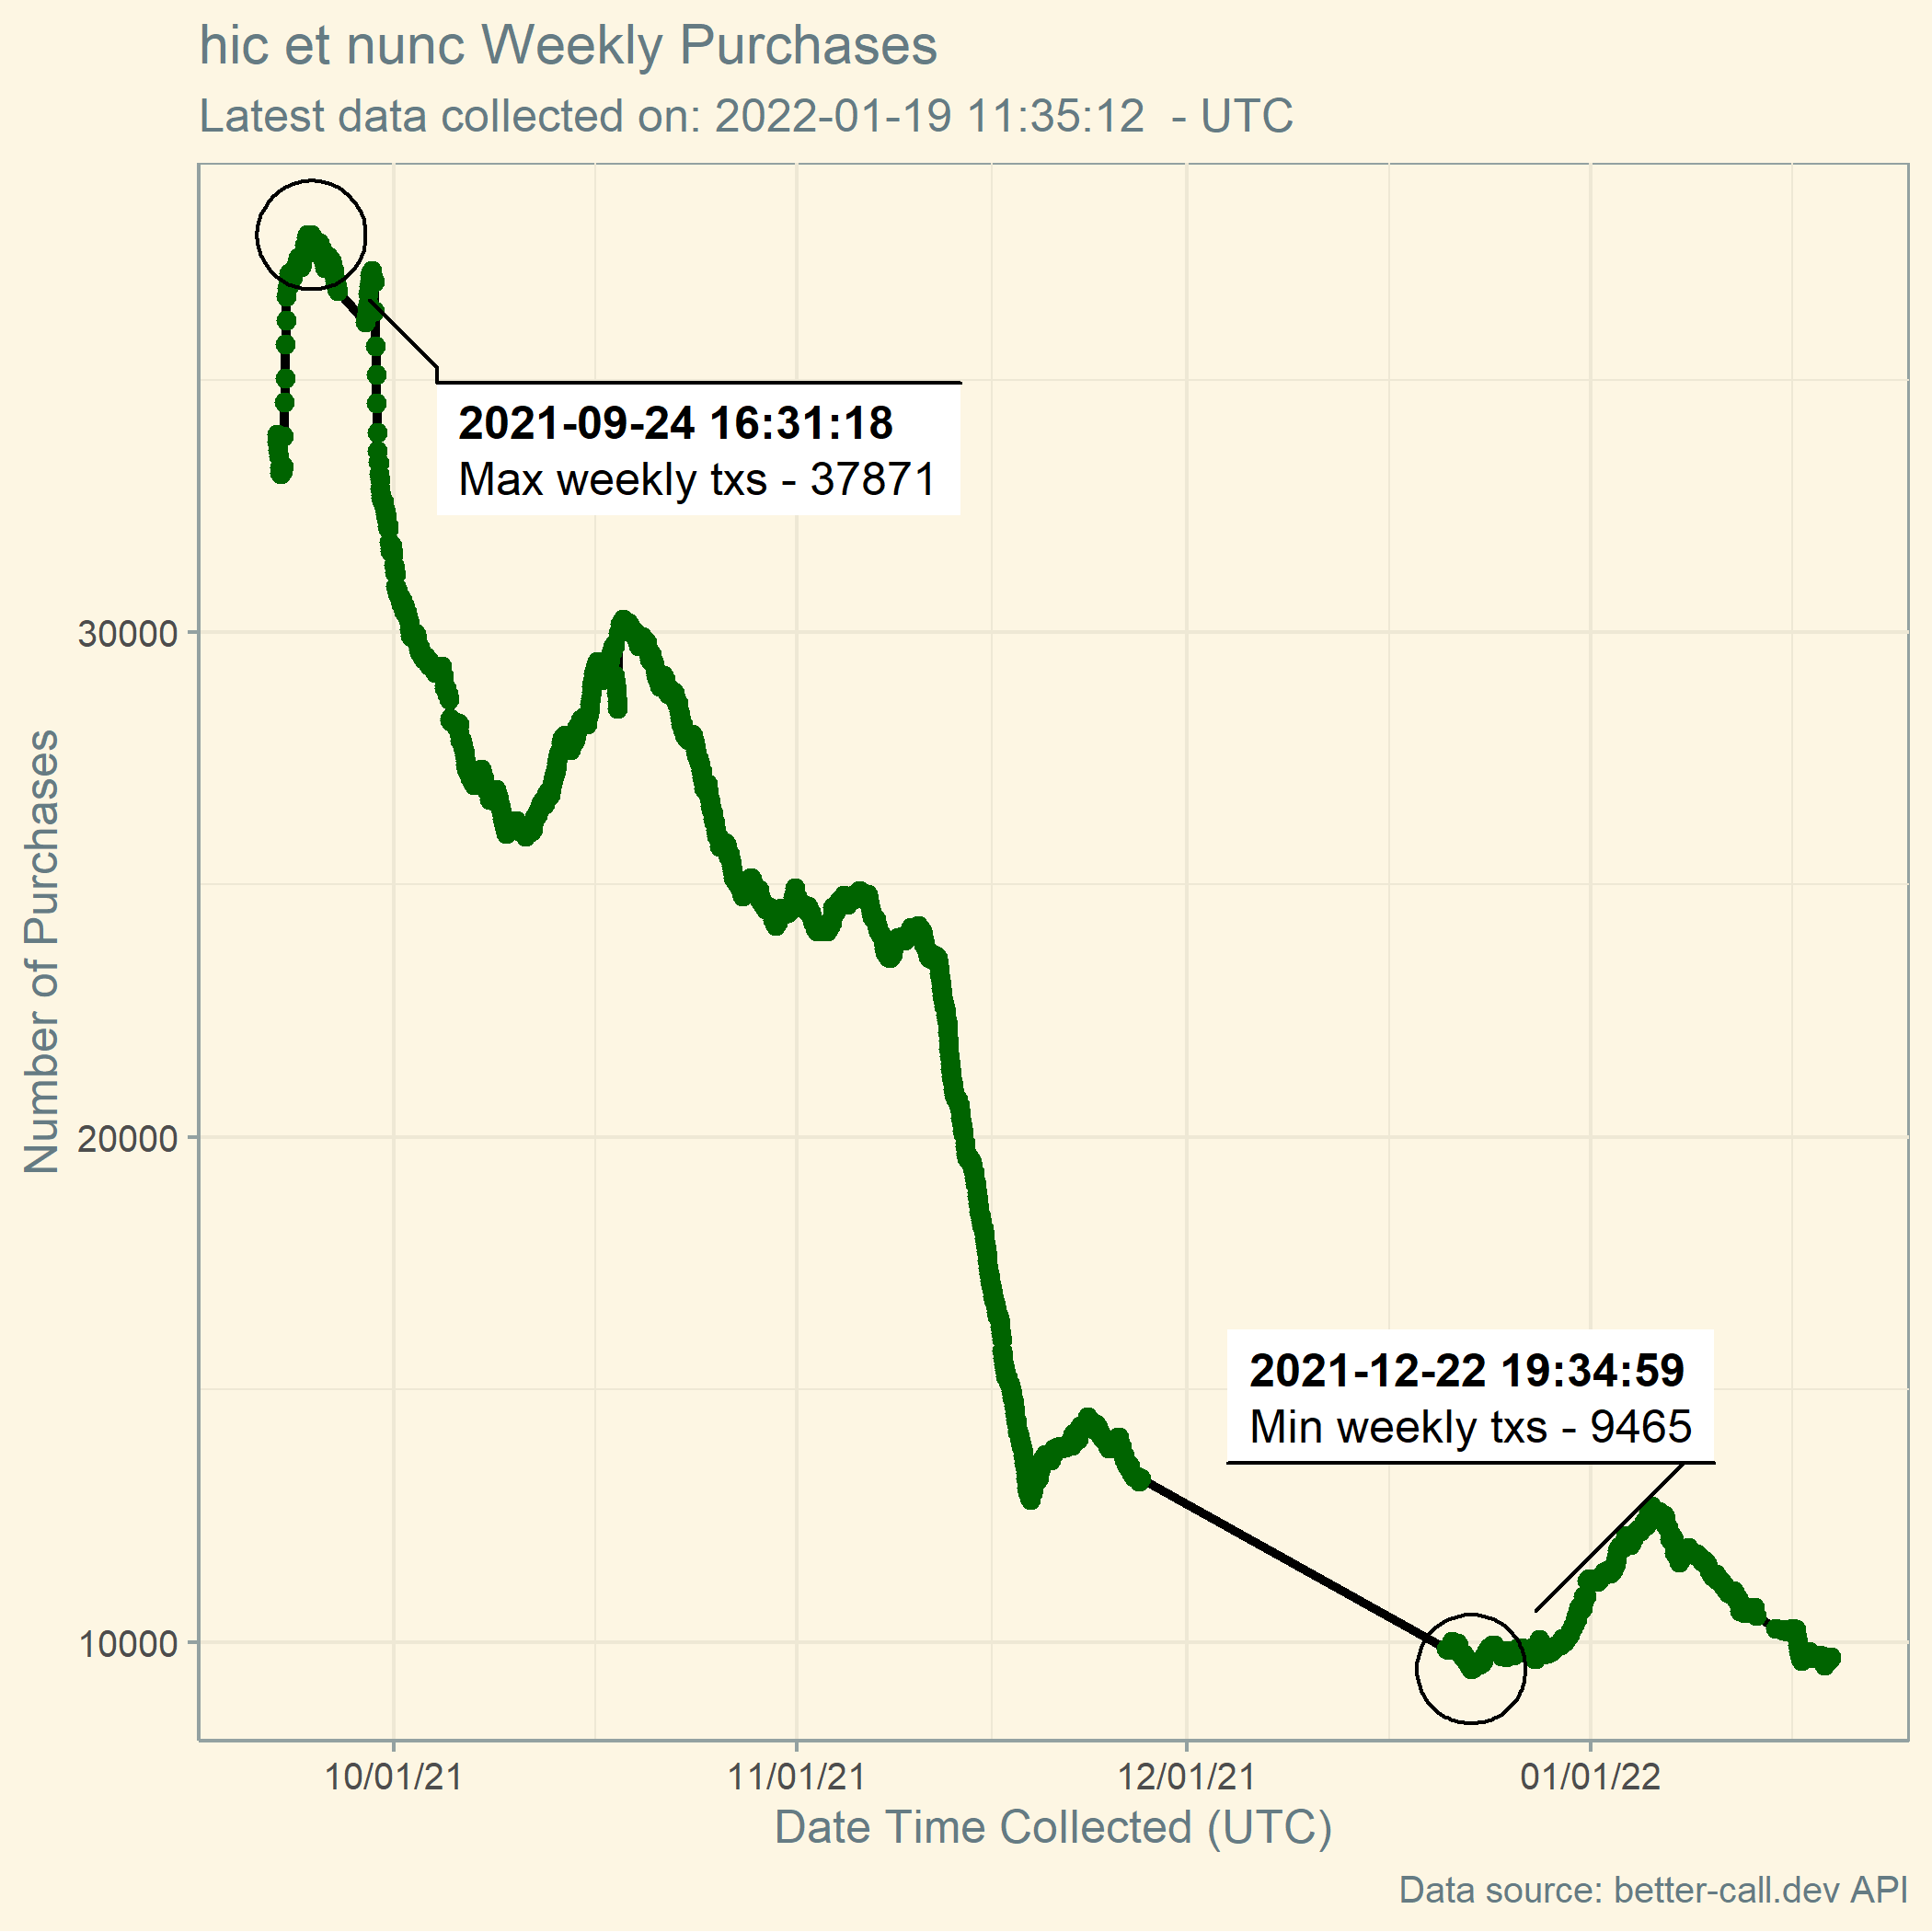 hic et nunc Weekly Purchases
Latest data collected on: 2022-01-19 11:35:12  - UTC
2021-09-24 16:31:18
Max weekly txs - 37871
30000
20000
10000
Number of Purchases
2021-12-22 19:34:59
Min weekly txs - 9465
10/01/21
11/01/21
12/01/21
01/01/22
Date Time Collected (UTC)
Data source: better-call.dev API